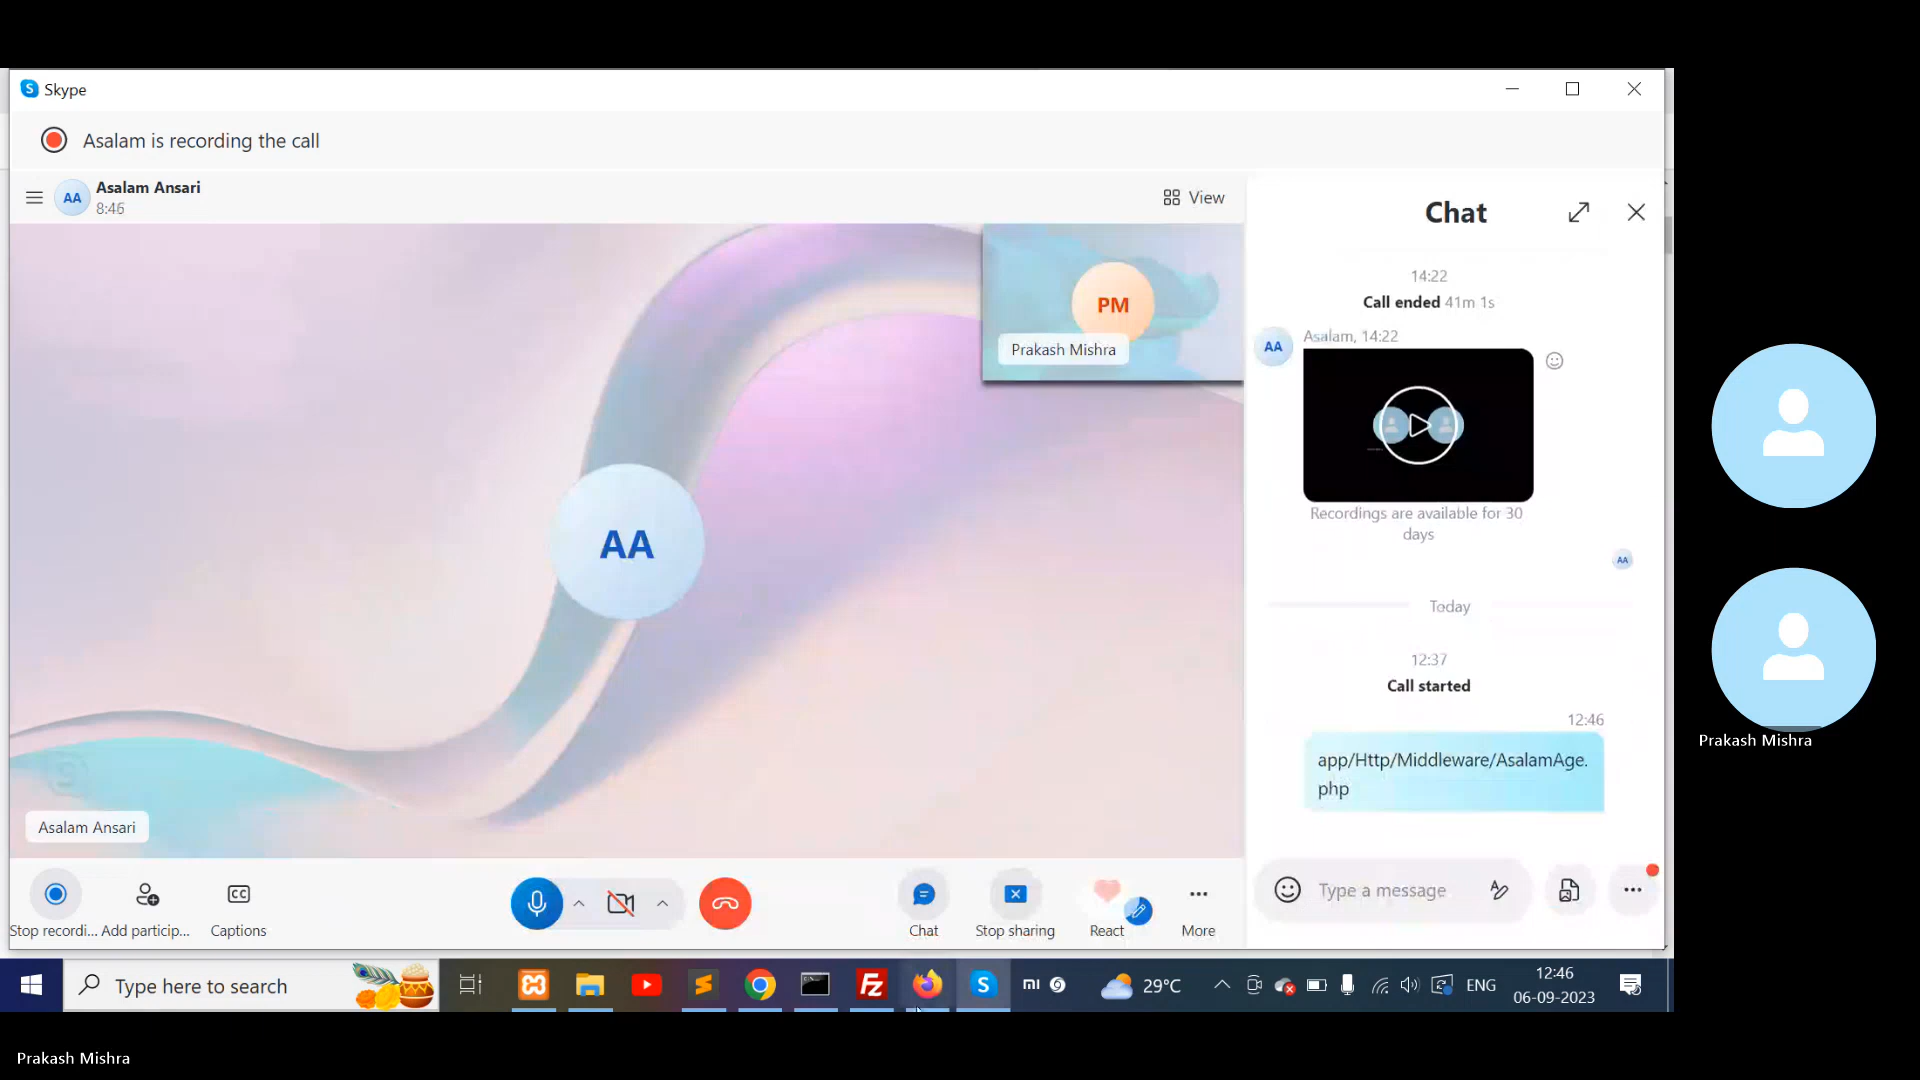 Skype
Asalam is recording the call
AA
Asalam Ansari
8:46
View
Chat
PM
Prakash Mishra
14:22
Call ended 41m 1s
AA
Asalam, 14:22
Recordings are available for 30
days
AA
AA
Today
12:37
Call started
12:46
app/Http/Middleware/AsalamAge.
php
Prakash Mishra
Asalam Ansari
Type a message
Stop recordi...
Add particip...
CC
Captions
Chat
Stop sharing
React
More
Type here to search
29°C
ENG
12:46
06-09-2023
Prakash Mishra